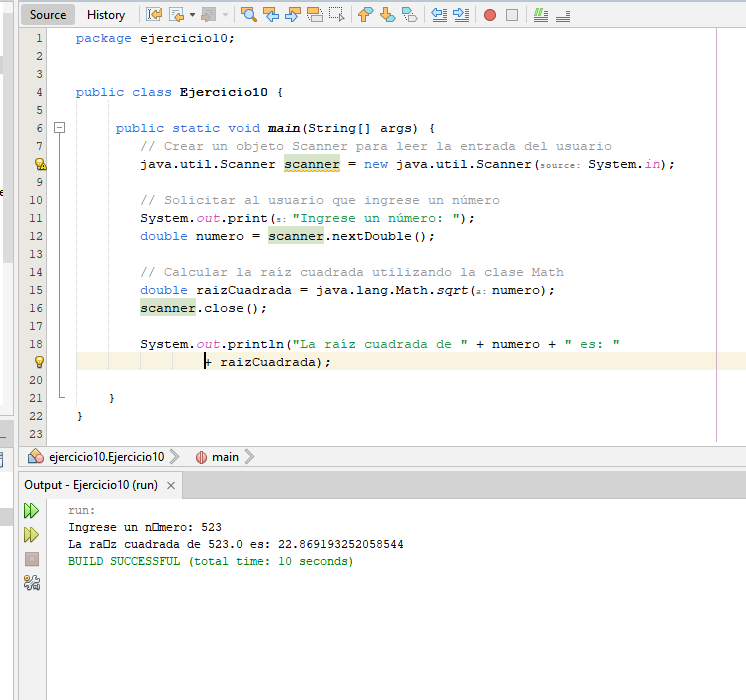 Source History
1 package ejercicio10;
2
3
4 public class Ejercicio10 {
5
6 public static void main(String[] args) {
7 // Crear un objeto Scanner para leer la entrada del usuario
java.util.Scanner scanner = new java.util.Scanner(source: System.in);
9
10 // Solicitar al usuario que ingrese un número
11 System.out.print(s: "Ingrese un número: ");
12 double numero = scanner.nextDouble();
13
14 // Calcular la raíz cuadrada utilizando la clase Math
15 double raizCuadrada = java.lang.Math.sqrt(a: numero);
16 scanner.close();
17
18 System.out.println("La raíz cuadrada de " + numero + " es: "
+ raizCuadrada);
20
21 }
22 }
23
ejercicio10.Ejercicio10 main
Output - Ejercicio10 (run) ×
run:
Ingrese un n□mero: 523
La ra□z cuadrada de 523.0 es: 22.869193252058544
BUILD SUCCESSFUL (total time: 10 seconds)